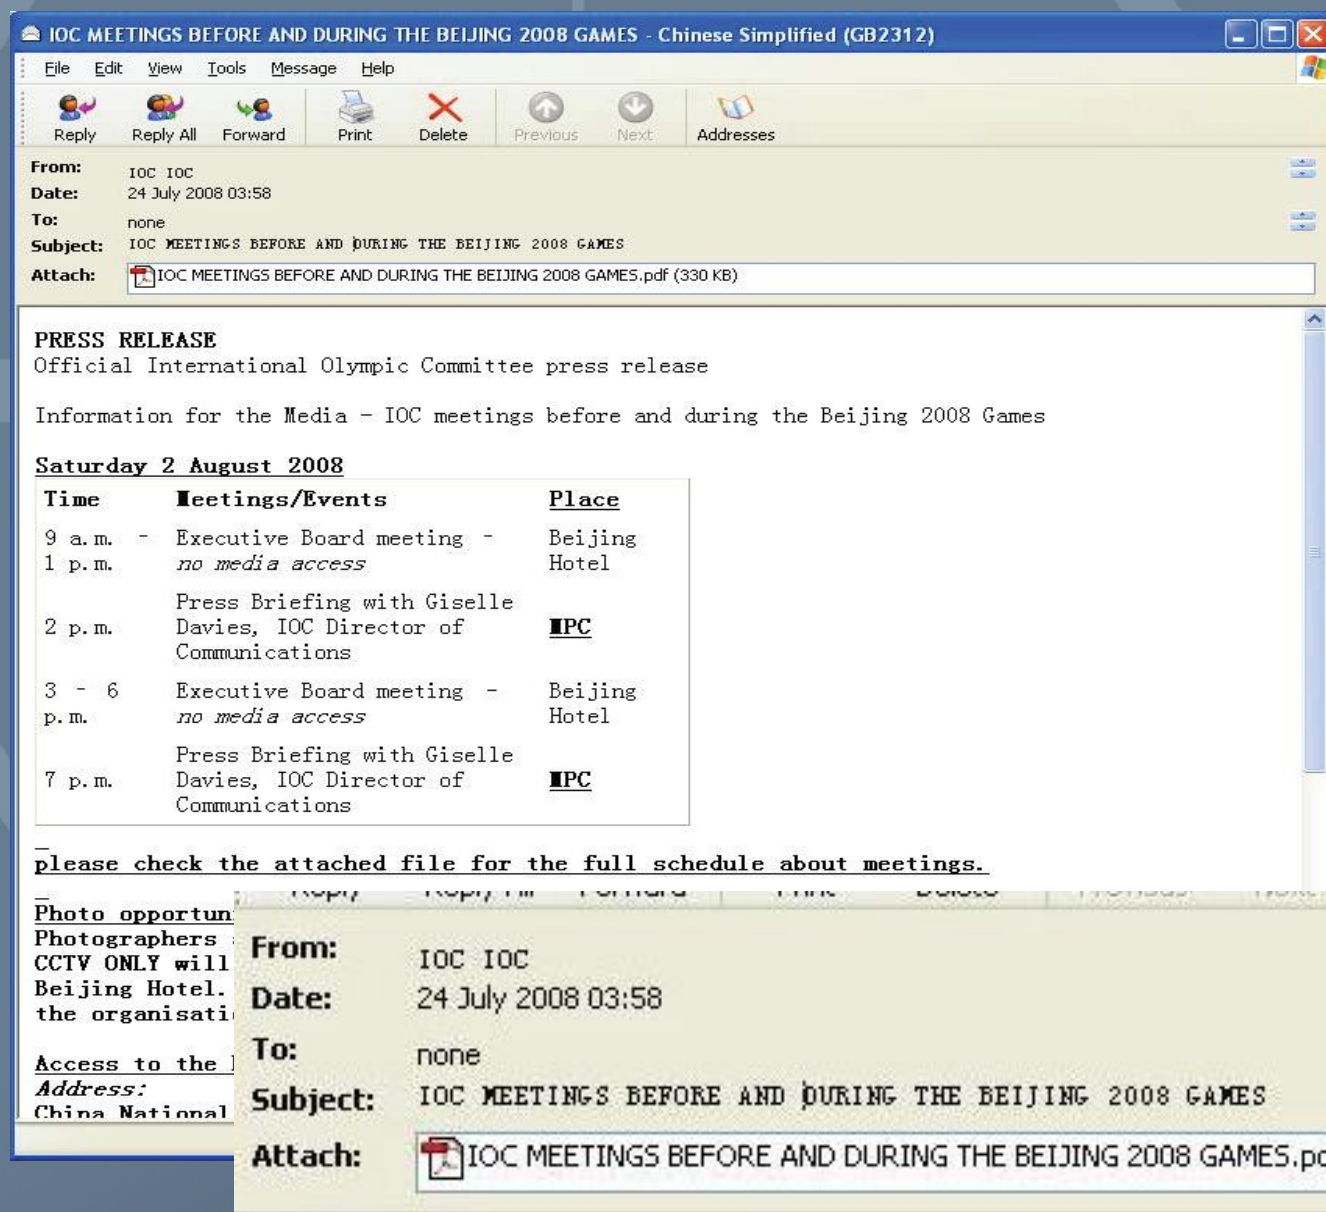 IOC MEETINGS BEFORE AND DURING THE BEIJING 2008 GAMES - Chinese Simplified (GB2312)
File Edit View Tools Message Help
Reply Reply All Forward Print Delete Previous Next Addresses
From: IOC IOC
Date: 24 July 2008 03:58
To: none
Subject: IOC MEETINGS BEFORE AND DURING THE BEIJING 2008 GAMES
Attach: IOC MEETINGS BEFORE AND DURING THE BEIJING 2008 GAMES.pdf (330 KB)
PRESS RELEASE
Official International Olympic Committee press release
Information for the Media - IOC meetings before and during the Beijing 2008 Games
Saturday 2 August 2008
Time Meetings/Events Place
9 a.m. - Executive Board meeting - Beijing
1 p.m. no media access Hotel
Press Briefing with Giselle
2 p.m. Davies, IOC Director of MPC
Communications
3 - 6 Executive Board meeting - Beijing
p.m. no media access Hotel
Press Briefing with Giselle
7 p.m. Davies, IOC Director of MPC
Communications
please check the attached file for the full schedule about meetings.
Photo
Photographers
CCTV ONLY will
Beijing Hotel.
the
Access to the
Address:
China National
From: IOC IOC
Date: 24 July 2008 03:58
To: none
Subject: IOC MEETINGS BEFORE AND DURING THE BEIJING 2008 GAMES
Attach: IOC MEETINGS BEFORE AND DURING THE BEIJING 2008 GAMES